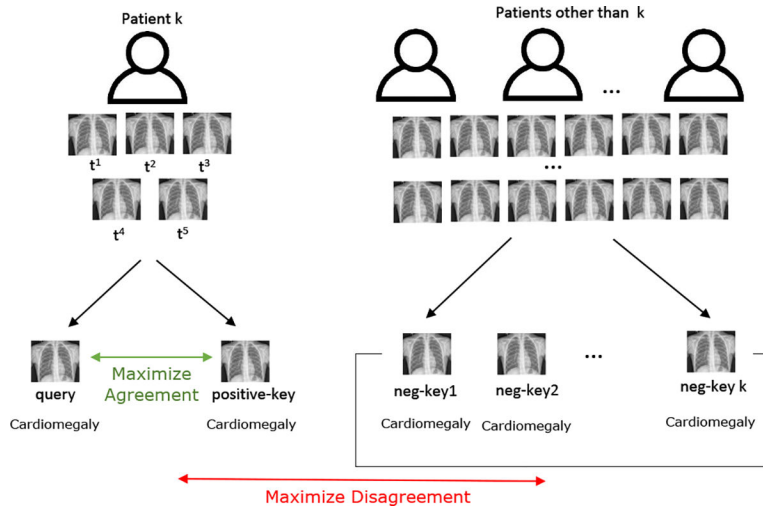 Patient k
Patients other than k
...
t1
t2
t3
...
t4
t5
...
query
Maximize
Agreement
positive-key
neg-key1
neg-key2
neg-key k
Cardiomegaly
Cardiomegaly
Cardiomegaly
Cardiomegaly
Cardiomegaly
Maximize Disagreement